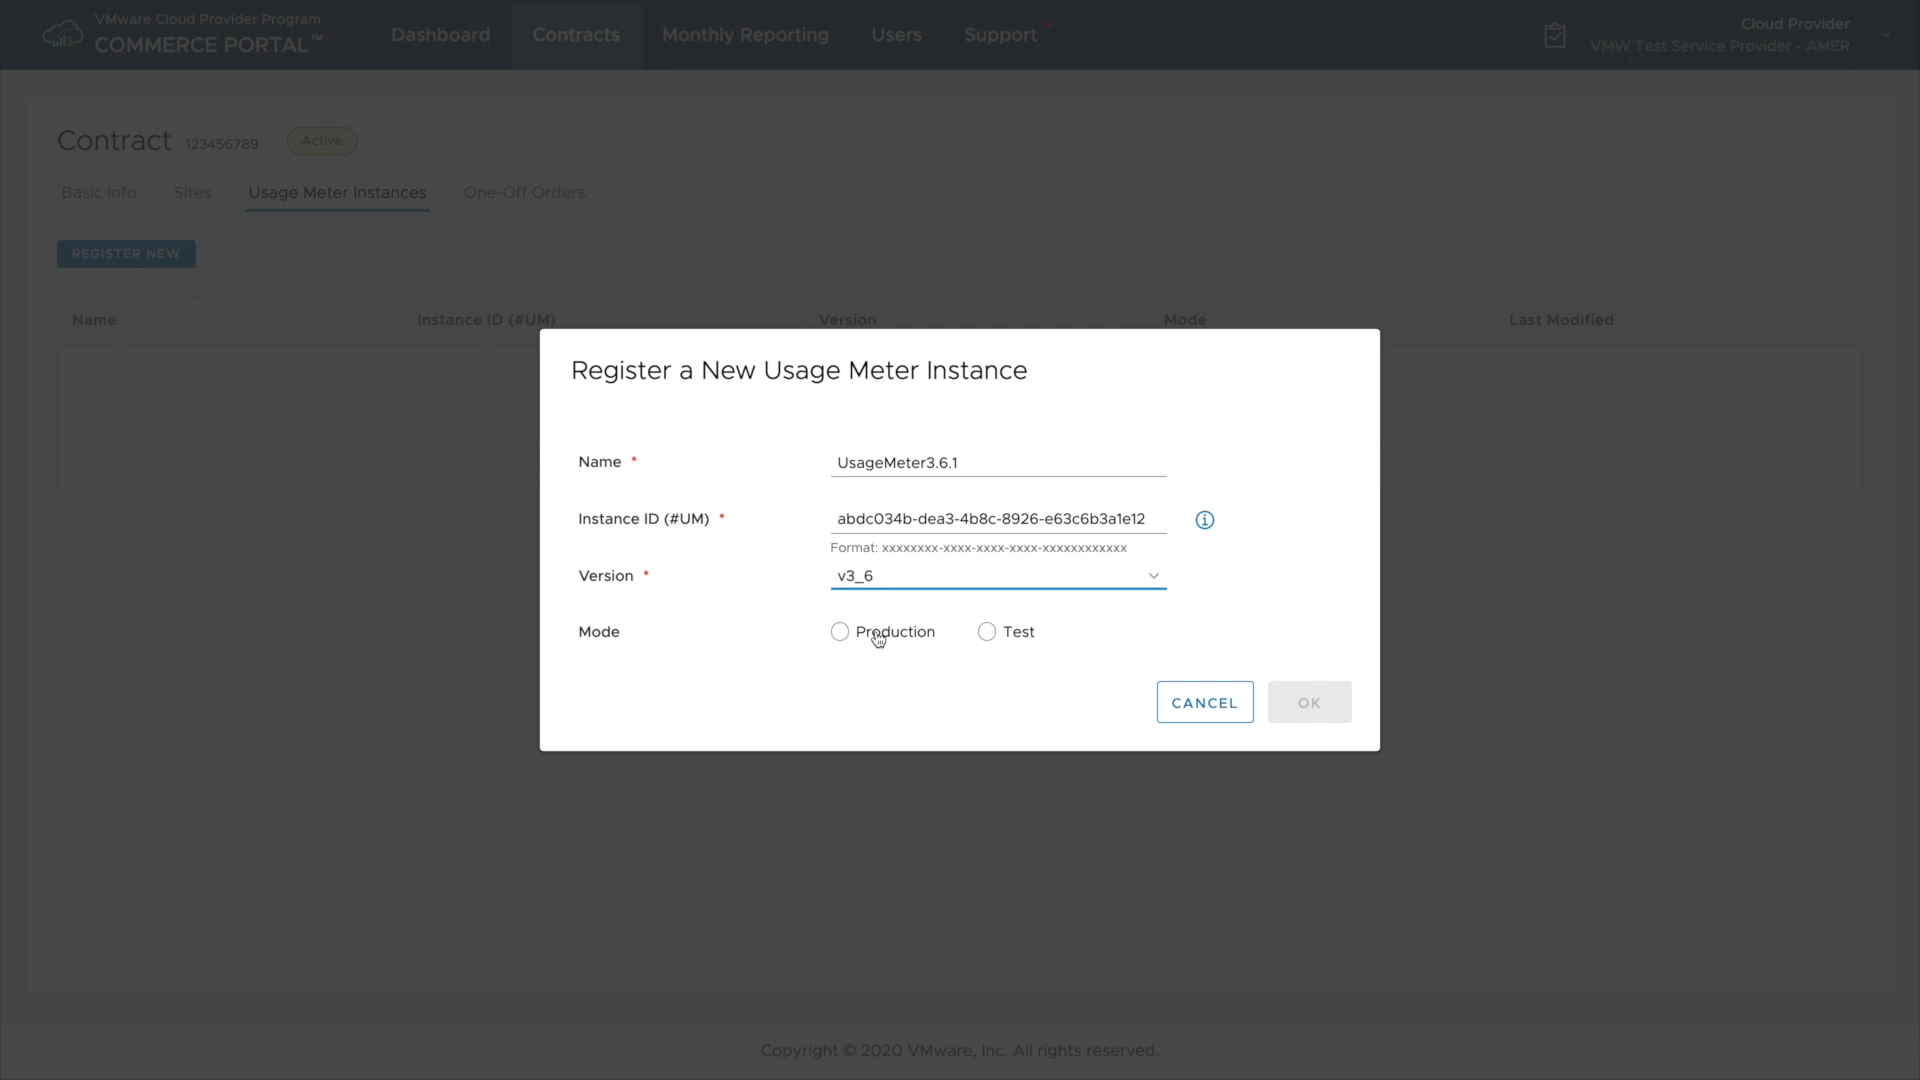 VMware Cloud Provider Program
COMMERCE PORTAL™
Dashboard
Contracts
Monthly Reporting
Users
Support
Cloud Provider
VMW Test Service Provider - AMER
Contract 123456789 Active
Basic Info
Sites
Usage Meter Instances
One-Off Orders
REGISTER NEW
Name
Instance ID (#UM)
Version
Mode
Last Modified
Register a New Usage Meter Instance
Name * UsageMeter3.6.1
Instance ID (#UM) * abdc034b-dea3-4b8c-8926-e63c6b3a1e12
Format: xxxxxxxx-xxxx-xxxx-xxxx-xxxxxxxxxxxx
Version * v3_6
Mode Production Test
CANCEL OK
Copyright © 2020 VMware, Inc. All rights reserved.